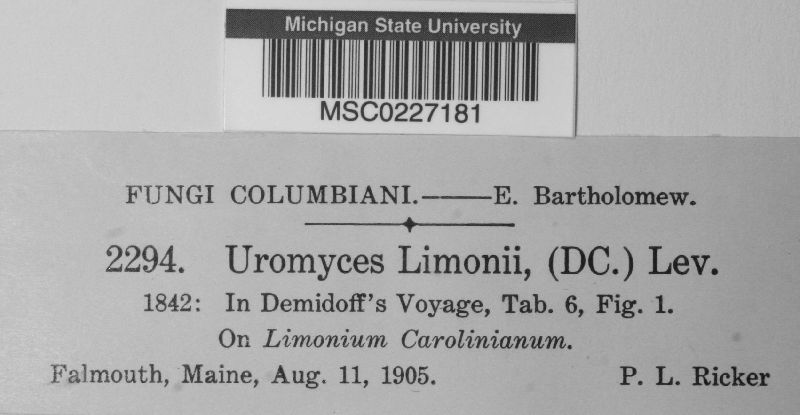 Michigan State University
MSC0227181
FUNGI COLUMBIANI.——E. Bartholomew.
2294. Uromyces Limonii, (DC.) Lev.
1842: In Demidoff's Voyage, Tab. 6, Fig. 1.
On Limonium Carolinianum.
Falmouth, Maine, Aug. 11, 1905. P. L. Ricker